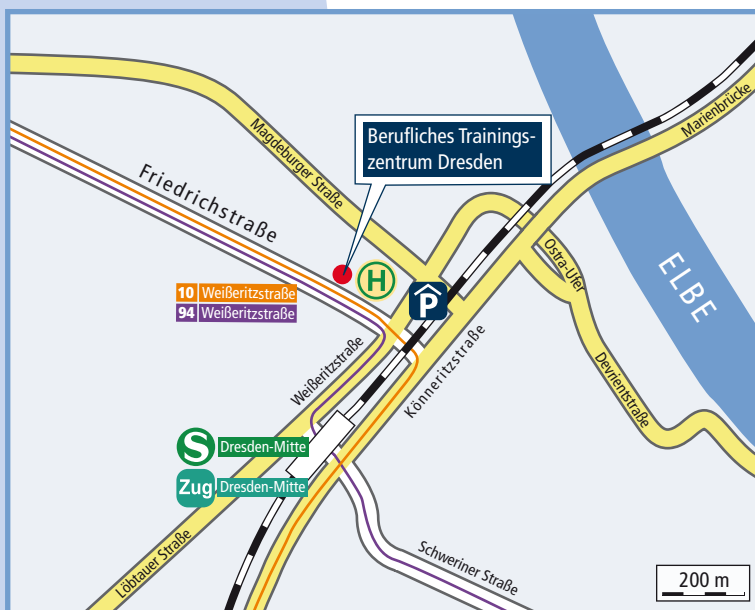 Magdeburger Straße
Berufliches Trainings-
zentrum Dresden
Marienbrücke
Friedrichstraße
H
Ostra-Ufer
ELBE
10 Weißeritzstraße
94 Weißeritzstraße
P
Weißeritzstraße
Könneritzstraße
Devrientstraße
S Dresden-Mitte
Zug Dresden-Mitte
Löbtauer Straße
Schweriner Straße
200 m